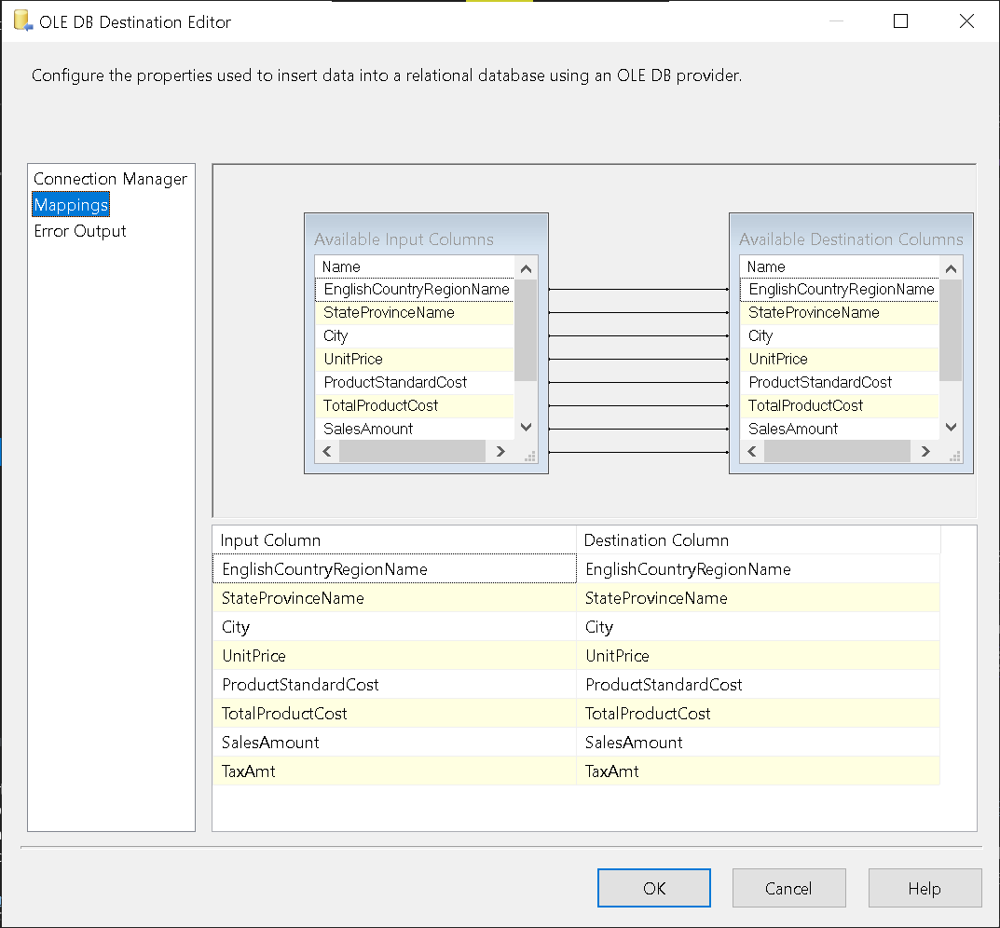 OLE DB Destination Editor
Configure the properties used to insert data into a relational database using an OLE DB provider.
Connection Manager
Mappings
Error Output
Available Input Columns
Name
EnglishCountryRegionName
StateProvinceName
City
UnitPrice
ProductStandardCost
TotalProductCost
SalesAmount
Available Destination Columns
Name
EnglishCountryRegionName
StateProvinceName
City
UnitPrice
ProductStandardCost
TotalProductCost
SalesAmount
Input Column Destination Column
EnglishCountryRegionName EnglishCountryRegionName
StateProvinceName StateProvinceName
City City
UnitPrice UnitPrice
ProductStandardCost ProductStandardCost
TotalProductCost TotalProductCost
SalesAmount SalesAmount
TaxAmt TaxAmt
OK Cancel Help